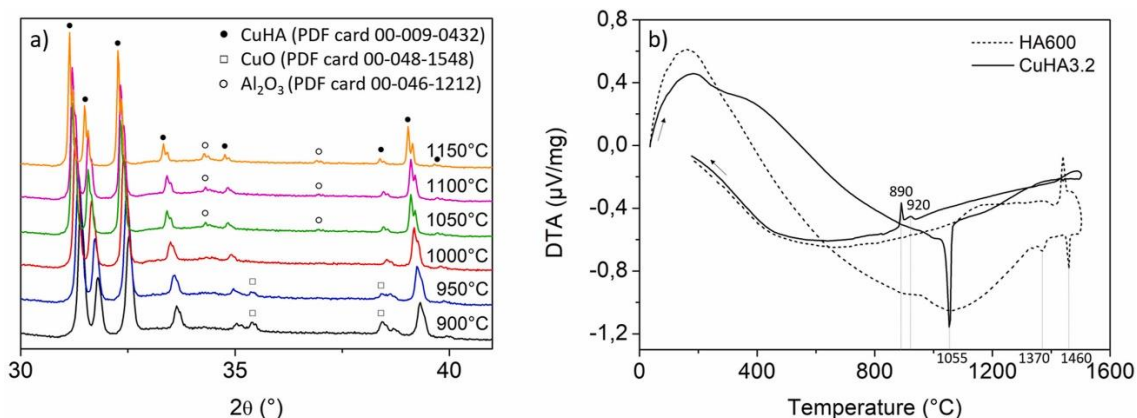 a)
● CuHA (PDF card 00-009-0432)
□ CuO (PDF card 00-048-1548)
○ Al₂O₃ (PDF card 00-046-1212)
1150°C
1100°C
1050°C
1000°C
950°C
900°C
30 35 40
2θ (°)
b)
HA600
CuHA3.2
DTA (µV/mg)
0,8
0,4
0,0
-0,4
-0,8
-1,2
890
920
1055
1370
1460
0 400 800 1200 1600
Temperature (°C)